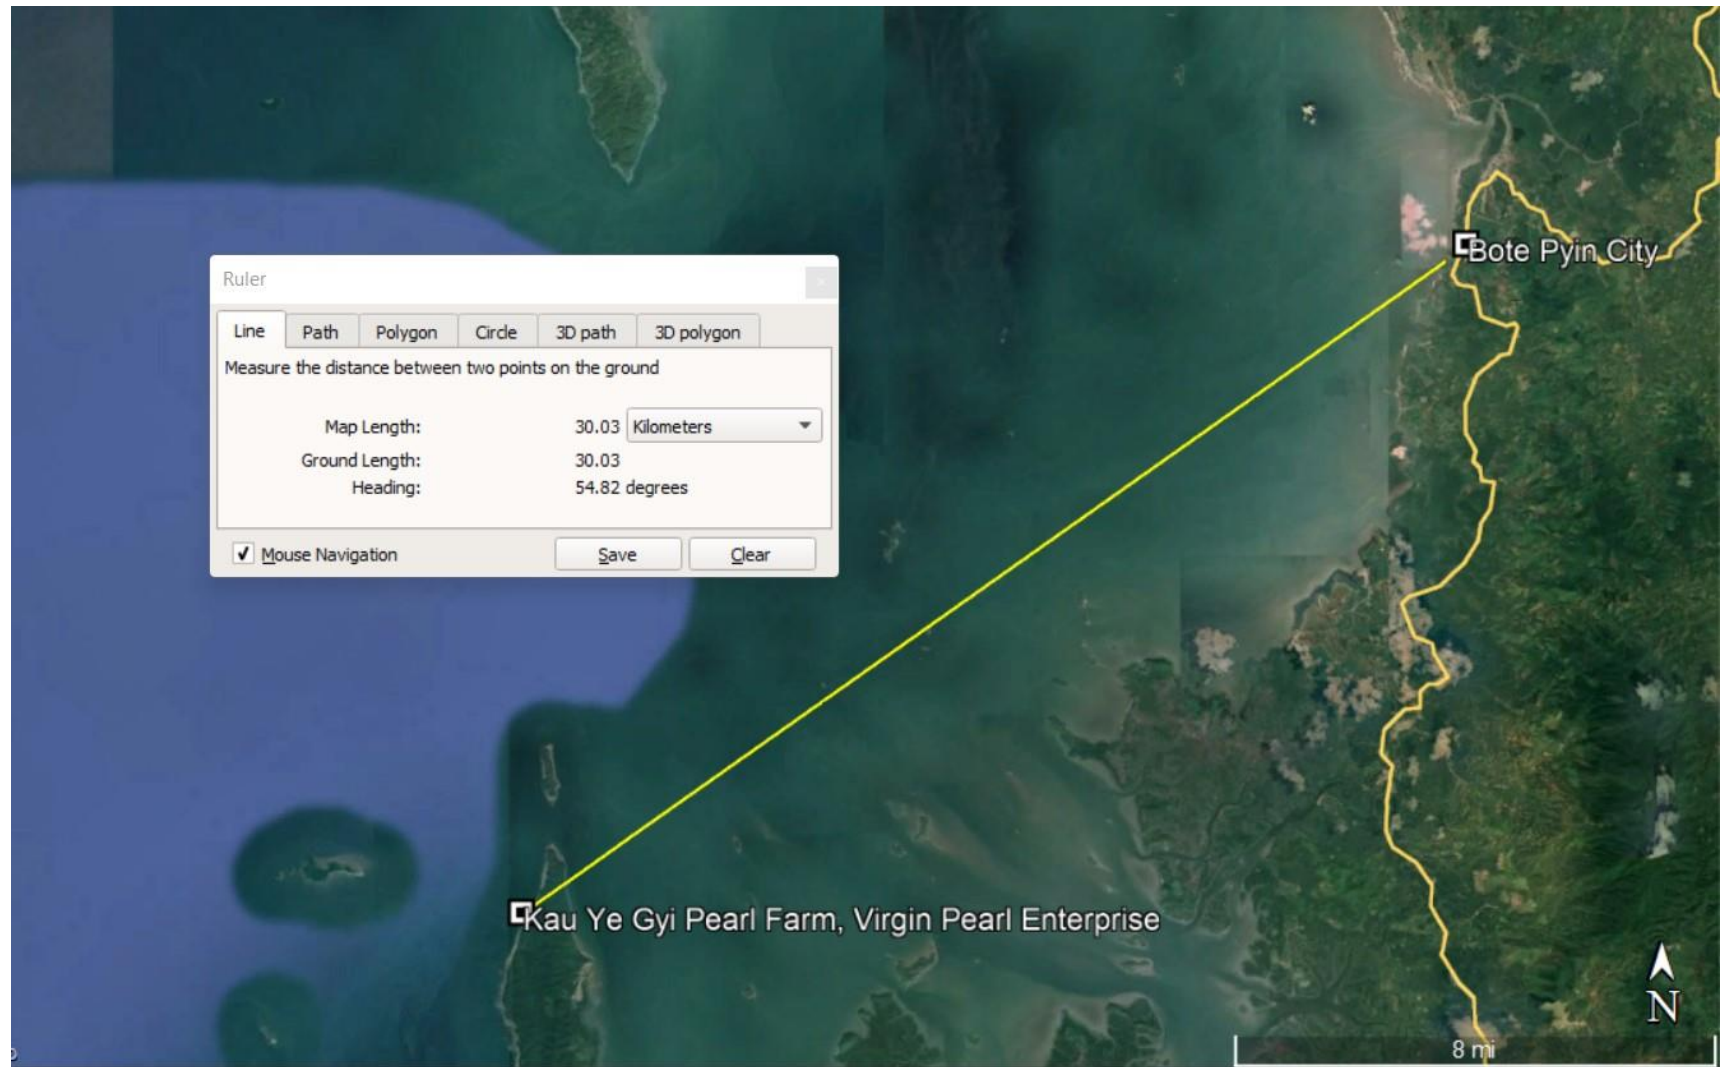 Ruler
Line Path Polygon Circle 3D path 3D polygon
Measure the distance between two points on the ground
Map Length: 30.03 Kilometers
Ground Length: 30.03
Heading: 54.82 degrees
Mouse Navigation Save Clear
Bote Pyin City
Kau Ye Gyi Pearl Farm, Virgin Pearl Enterprise
N
8 mi